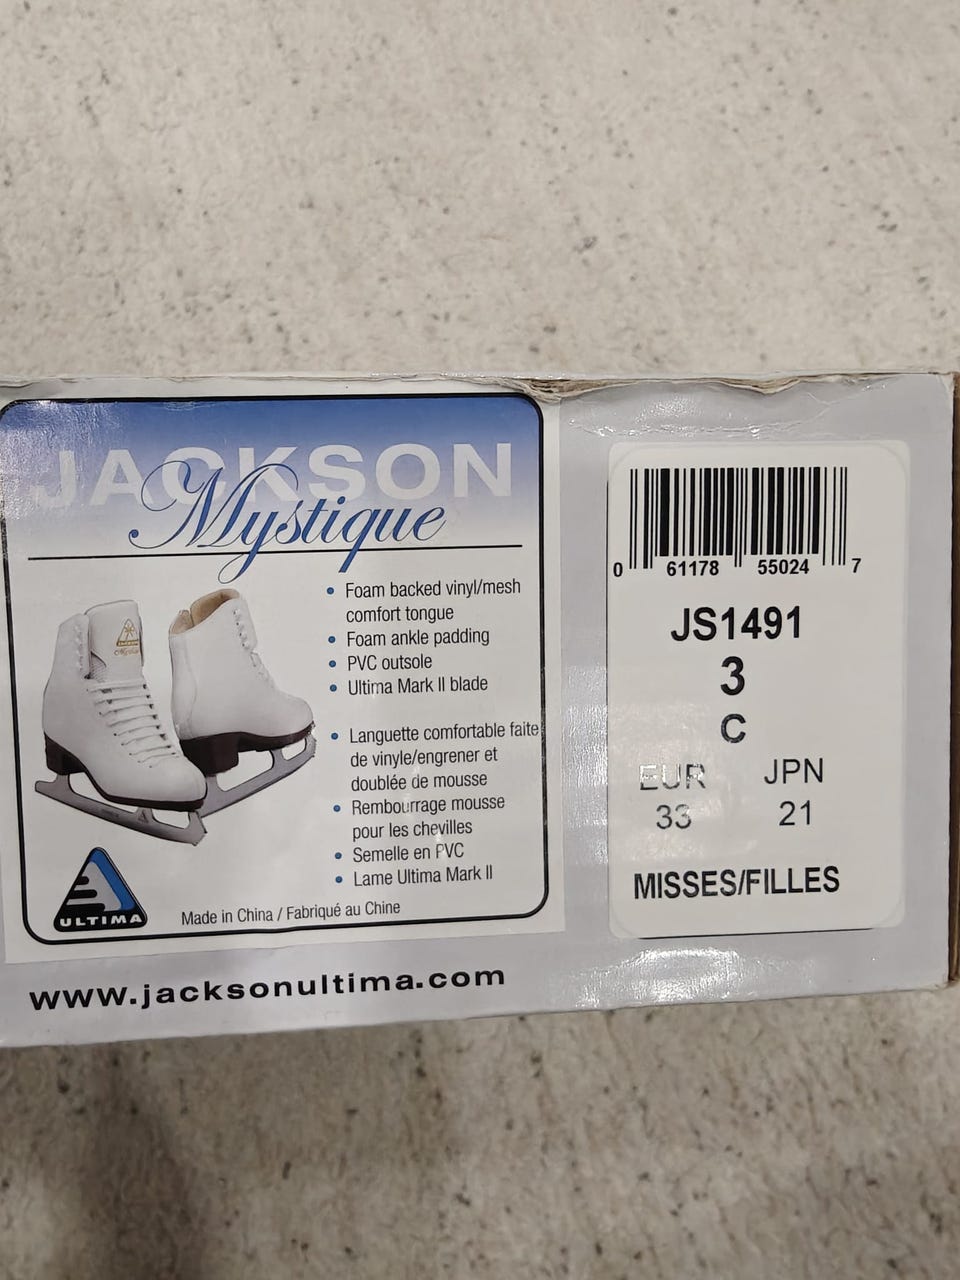 JACKSON
Mystique
• Foam backed vinyl/mesh
comfort tongue
• Foam ankle padding
• PVC outsole
• Ultima Mark II blade
• Languette comfortable faite
de vinyle/engrener et
doublée de mousse
• Rembourrage mousse
pour les chevilles
• Semelle en PVC
• Lame Ultima Mark II
ULTIMA
Made in China / Fabriqué au Chine
www.jacksonultima.com
0 61178 55024 7
JS1491
3
C
EUR JPN
33 21
MISSES/FILLES
JACKSON
Mystique